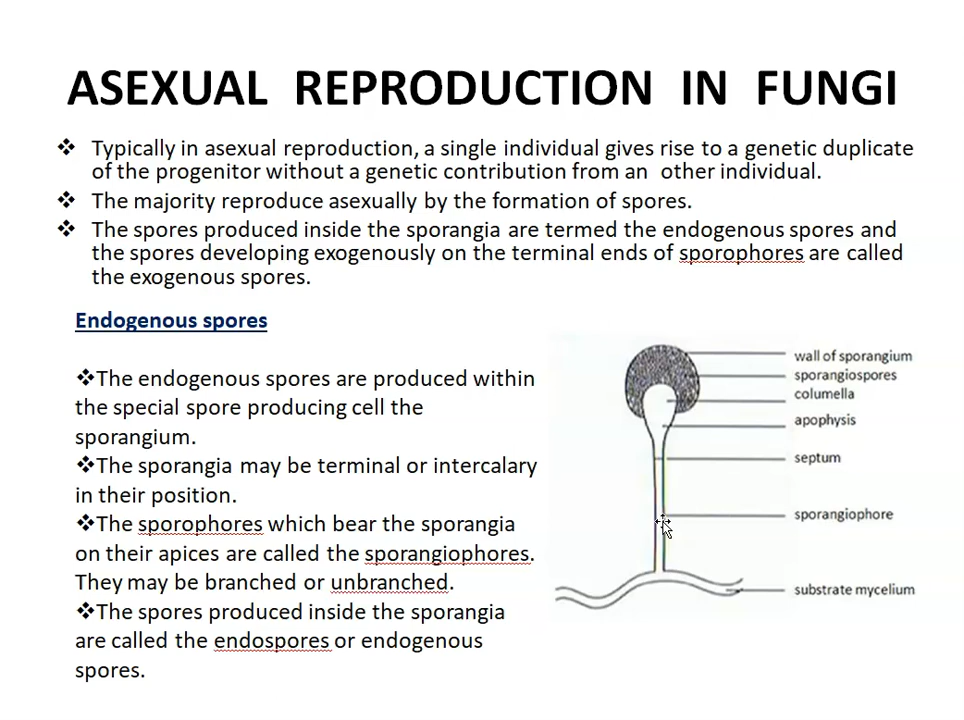 ASEXUAL REPRODUCTION IN FUNGI
❖ Typically in asexual reproduction, a single individual gives rise to a genetic duplicate
of the progenitor without a genetic contribution from an other individual.
❖ The majority reproduce asexually by the formation of spores.
❖ The spores produced inside the sporangia are termed the endogenous spores and
the spores developing exogenously on the terminal ends of sporophores are called
the exogenous spores.
Endogenous spores
❖The endogenous spores are produced within
the special spore producing cell the
sporangium.
❖The sporangia may be terminal or intercalary
in their position.
❖The sporophores which bear the sporangia
on their apices are called the sporangiophores.
They may be branched or unbranched.
❖The spores produced inside the sporangia
are called the endospores or endogenous
spores.
wall of sporangium
sporangiospores
columella
apophysis
septum
sporangiophore
substrate mycelium